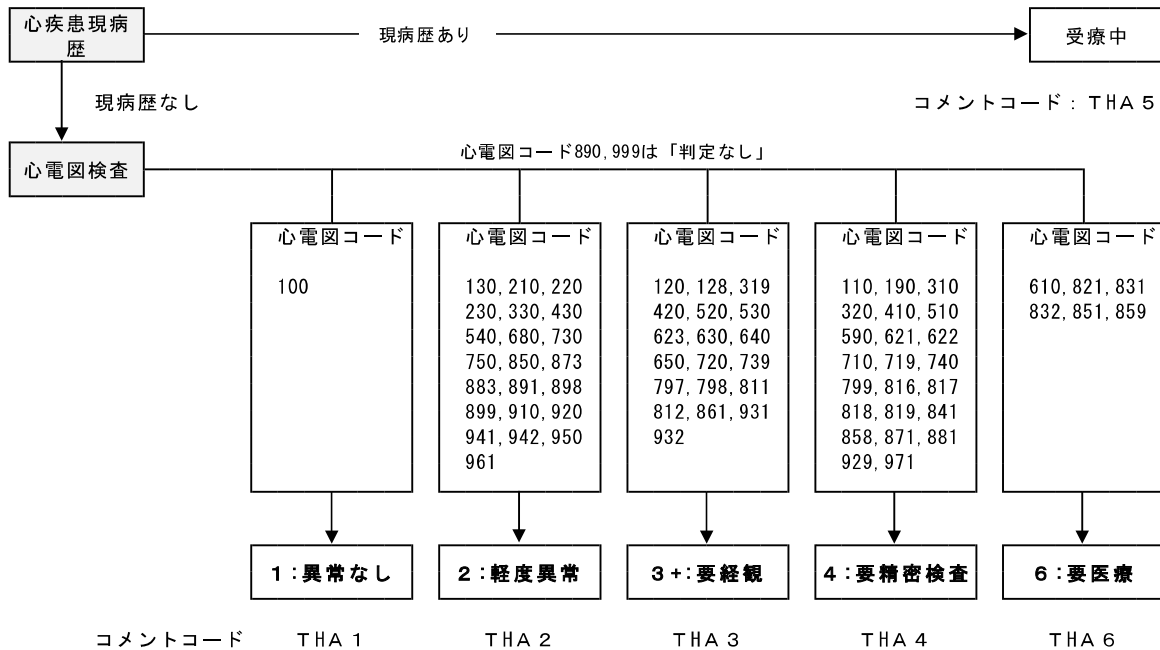 心疾患現病
歴
現病歴あり
受療中
現病歴なし
コメントコード：THA５
心電図検査
心電図コード890,999は「判定なし」
心電図コード
100
心電図コード
130,210,220
230,330,430
540,680,730
750,850,873
883,891,898
899,910,920
941,942,950
961
心電図コード
120,128,319
420,520,530
623,630,640
650,720,739
797,798,811
812,861,931
932
心電図コード
110,190,310
320,410,510
590,621,622
710,719,740
799,816,817
818,819,841
858,871,881
929,971
心電図コード
610,821,831
832,851,859
１：異常なし
２：軽度異常
３+：要経観
４：要精密検査
６：要医療
コメントコード THA１ THA２ THA３ THA４ THA６